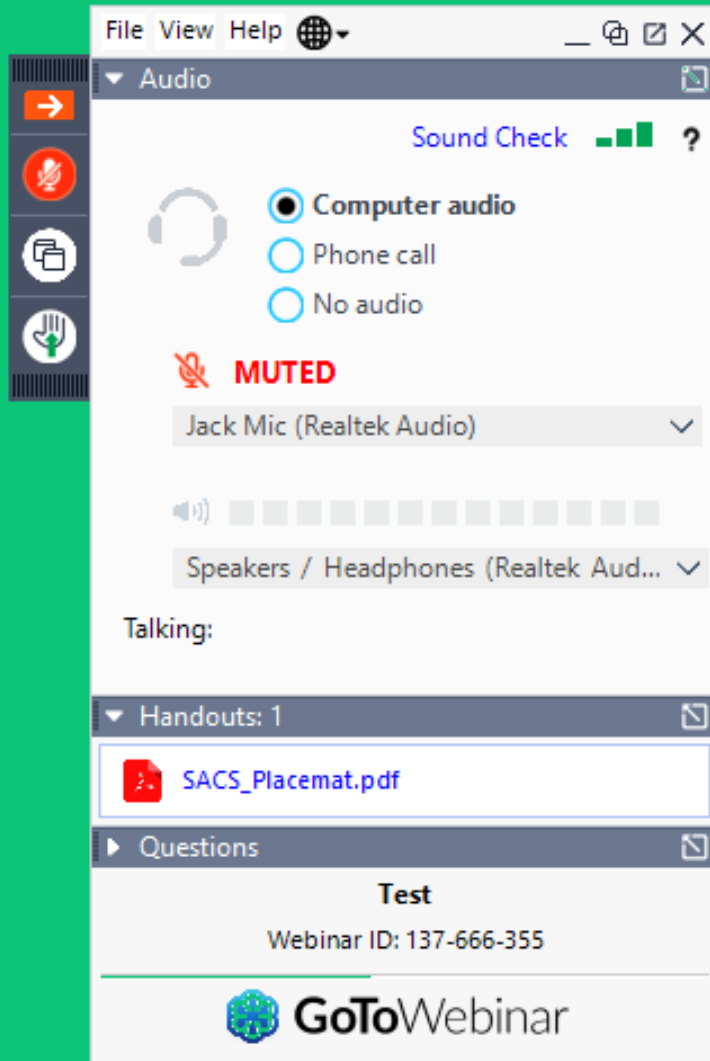 File View Help
Audio
Sound Check ?
Computer audio
Phone call
No audio
MUTED
Jack Mic (Realtek Audio)
Speakers / Headphones (Realtek Aud...
Talking:
Handouts: 1
SACS_Placemat.pdf
Questions
Test
Webinar ID: 137-666-355
GoToWebinar